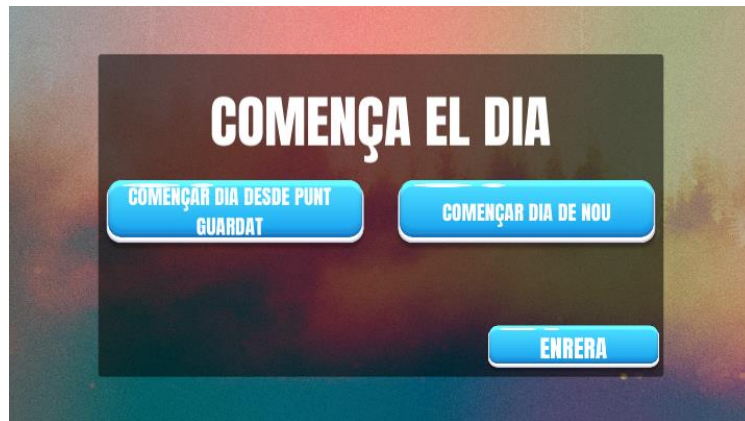 COMENÇA EL DIA
COMENÇAR DIA DESDE PUNT
GUARDAT
COMENÇAR DIA DE NOU
ENRERA